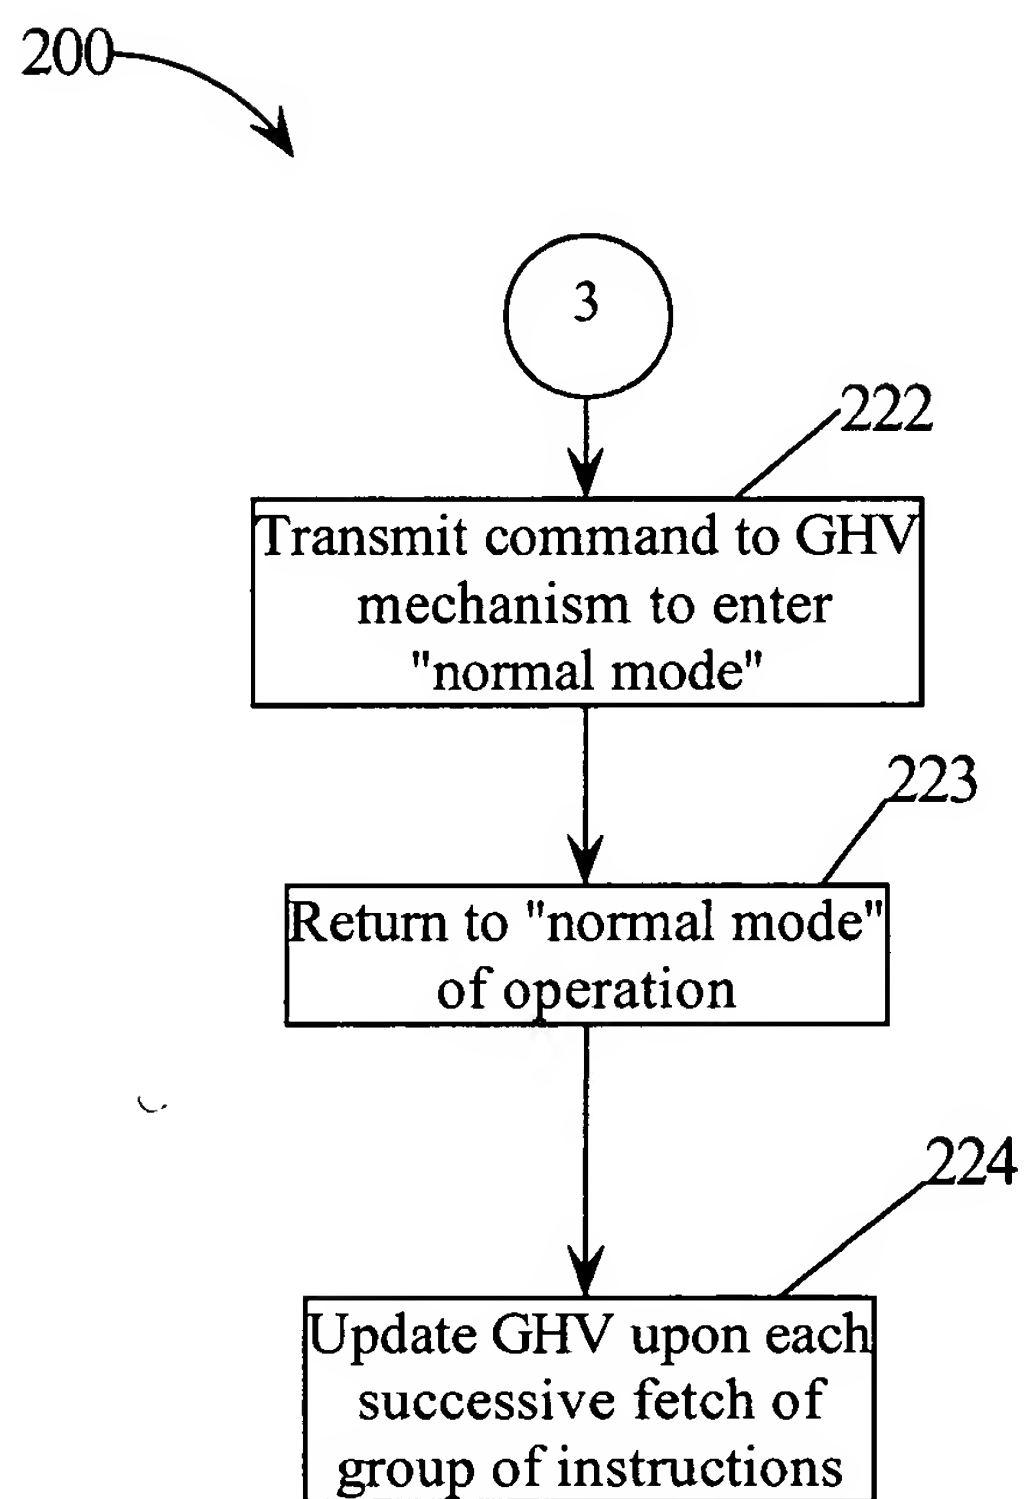 200
3
222
Transmit command to GHV
mechanism to enter
"normal mode"
223
Return to "normal mode"
of operation
224
Update GHV upon each
successive fetch of
group of instructions